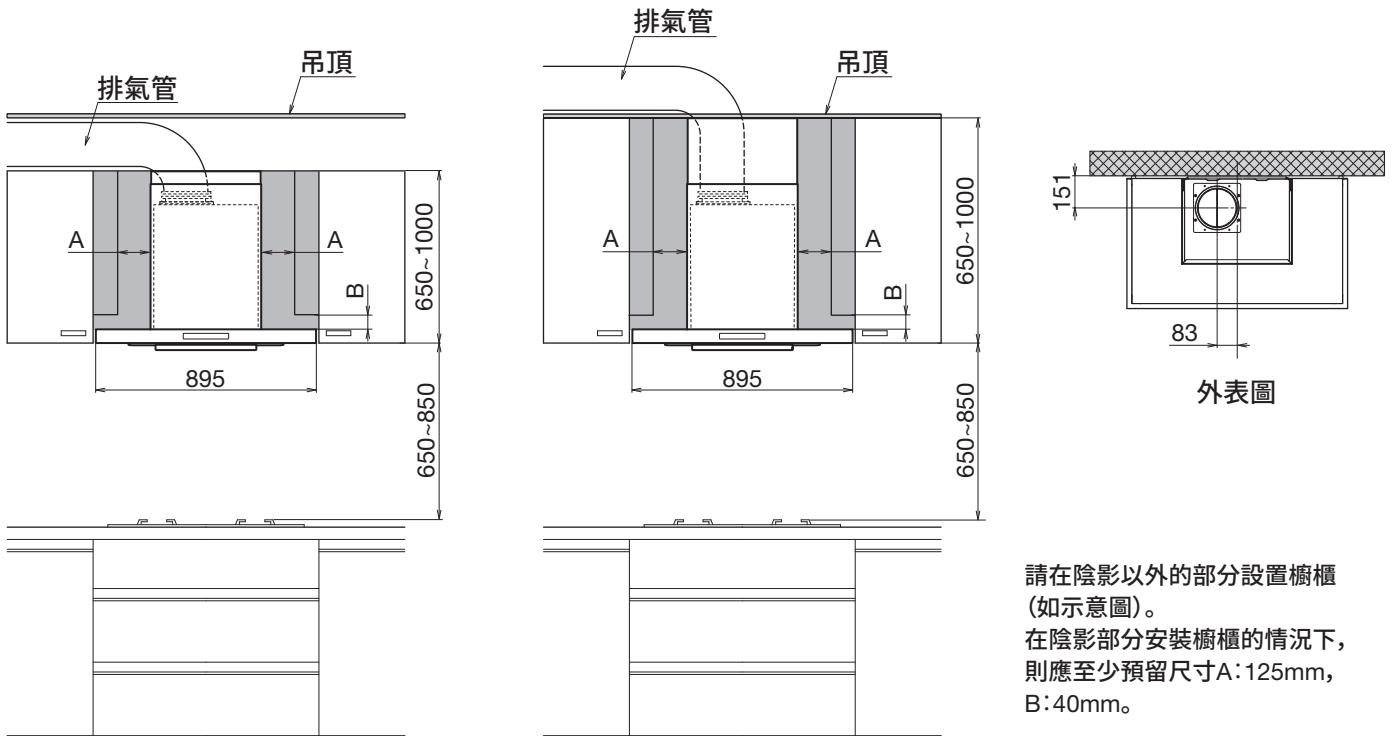 排氣管
吊頂
A
A
B
650~1000
895
650~850
排氣管
吊頂
A
A
B
650~1000
895
650~850
151
83
外表圖
請在陰影以外的部分設置櫥櫃
（如示意圖）。
在陰影部分安裝櫥櫃的情況下，
則應至少預留尺寸A：125mm，
B：40mm。